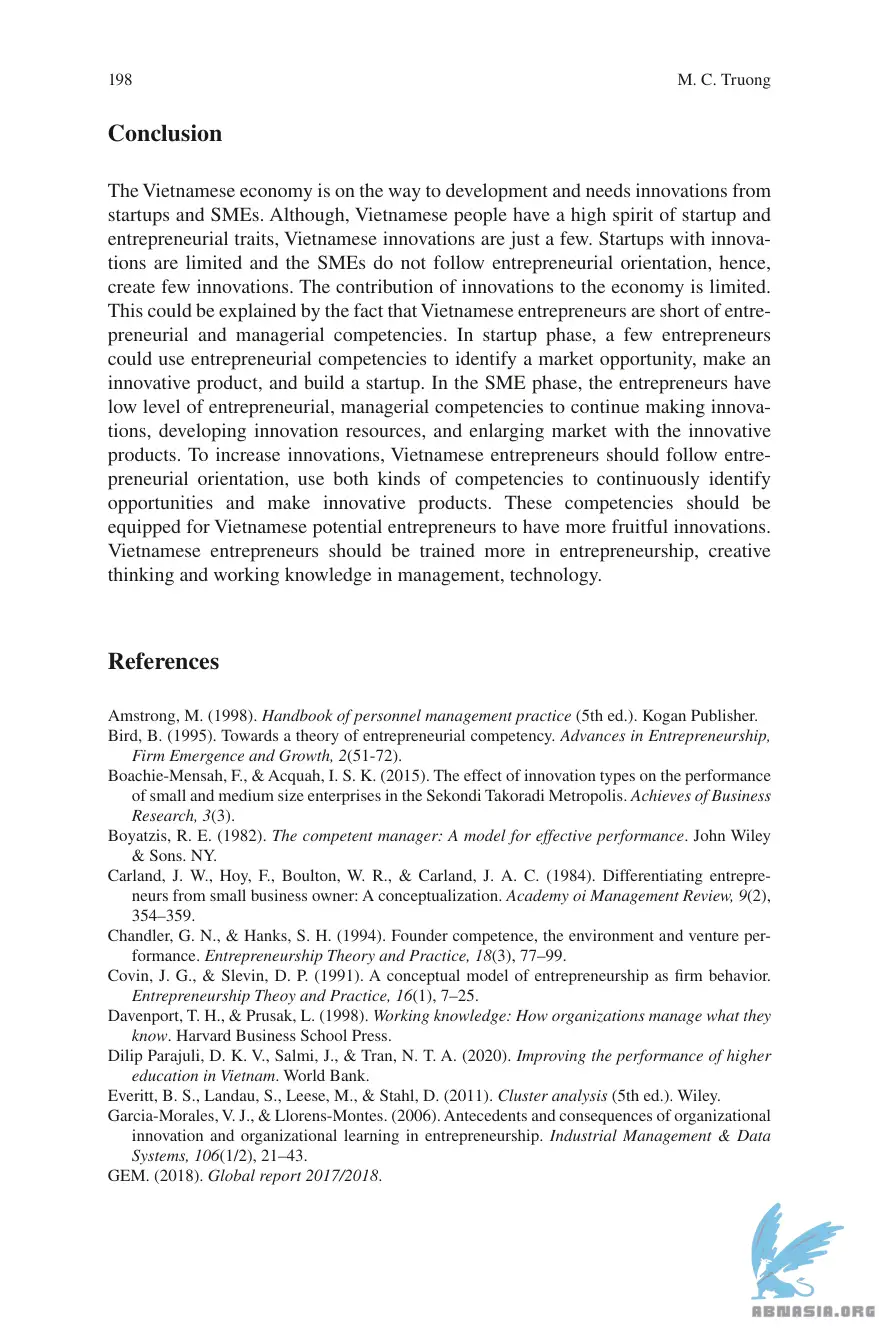 198 M. C. Truong
Conclusion
The Vietnamese economy is on the way to development and needs innovations from
startups and SMEs. Although, Vietnamese people have a high spirit of startup and
entrepreneurial traits, Vietnamese innovations are just a few. Startups with innova-
tions are limited and the SMEs do not follow entrepreneurial orientation, hence,
create few innovations. The contribution of innovations to the economy is limited.
This could be explained by the fact that Vietnamese entrepreneurs are short of entre-
preneurial and managerial competencies. In startup phase, a few entrepreneurs
could use entrepreneurial competencies to identify a market opportunity, make an
innovative product, and build a startup. In the SME phase, the entrepreneurs have
low level of entrepreneurial, managerial competencies to continue making innova-
tions, developing innovation resources, and enlarging market with the innovative
products. To increase innovations, Vietnamese entrepreneurs should follow entre-
preneurial orientation, use both kinds of competencies to continuously identify
opportunities and make innovative products. These competencies should be
equipped for Vietnamese potential entrepreneurs to have more fruitful innovations.
Vietnamese entrepreneurs should be trained more in entrepreneurship, creative
thinking and working knowledge in management, technology.
References
Amstrong, M. (1998). Handbook of personnel management practice (5th ed.). Kogan Publisher.
Bird, B. (1995). Towards a theory of entrepreneurial competency. Advances in Entrepreneurship,
Firm Emergence and Growth, 2(51-72).
Boachie-Mensah, F., & Acquah, I. S. K. (2015). The effect of innovation types on the performance
of small and medium size enterprises in the Sekondi Takoradi Metropolis. Achieves of Business
Research, 3(3).
Boyatzis, R. E. (1982). The competent manager: A model for effective performance. John Wiley
& Sons. NY.
Carland, J. W., Hoy, F., Boulton, W. R., & Carland, J. A. C. (1984). Differentiating entrepre-
neurs from small business owner: A conceptualization. Academy oi Management Review, 9(2),
354–359.
Chandler, G. N., & Hanks, S. H. (1994). Founder competence, the environment and venture per-
formance. Entrepreneurship Theory and Practice, 18(3), 77–99.
Covin, J. G., & Slevin, D. P. (1991). A conceptual model of entrepreneurship as firm behavior.
Entrepreneurship Theoy and Practice, 16(1), 7–25.
Davenport, T. H., & Prusak, L. (1998). Working knowledge: How organizations manage what they
know. Harvard Business School Press.
Dilip Parajuli, D. K. V., Salmi, J., & Tran, N. T. A. (2020). Improving the performance of higher
education in Vietnam. World Bank.
Everitt, B. S., Landau, S., Leese, M., & Stahl, D. (2011). Cluster analysis (5th ed.). Wiley.
Garcia-Morales, V. J., & Llorens-Montes. (2006). Antecedents and consequences of organizational
innovation and organizational learning in entrepreneurship. Industrial Management & Data
Systems, 106(1/2), 21–43.
GEM. (2018). Global report 2017/2018.
ABNASIA.ORG